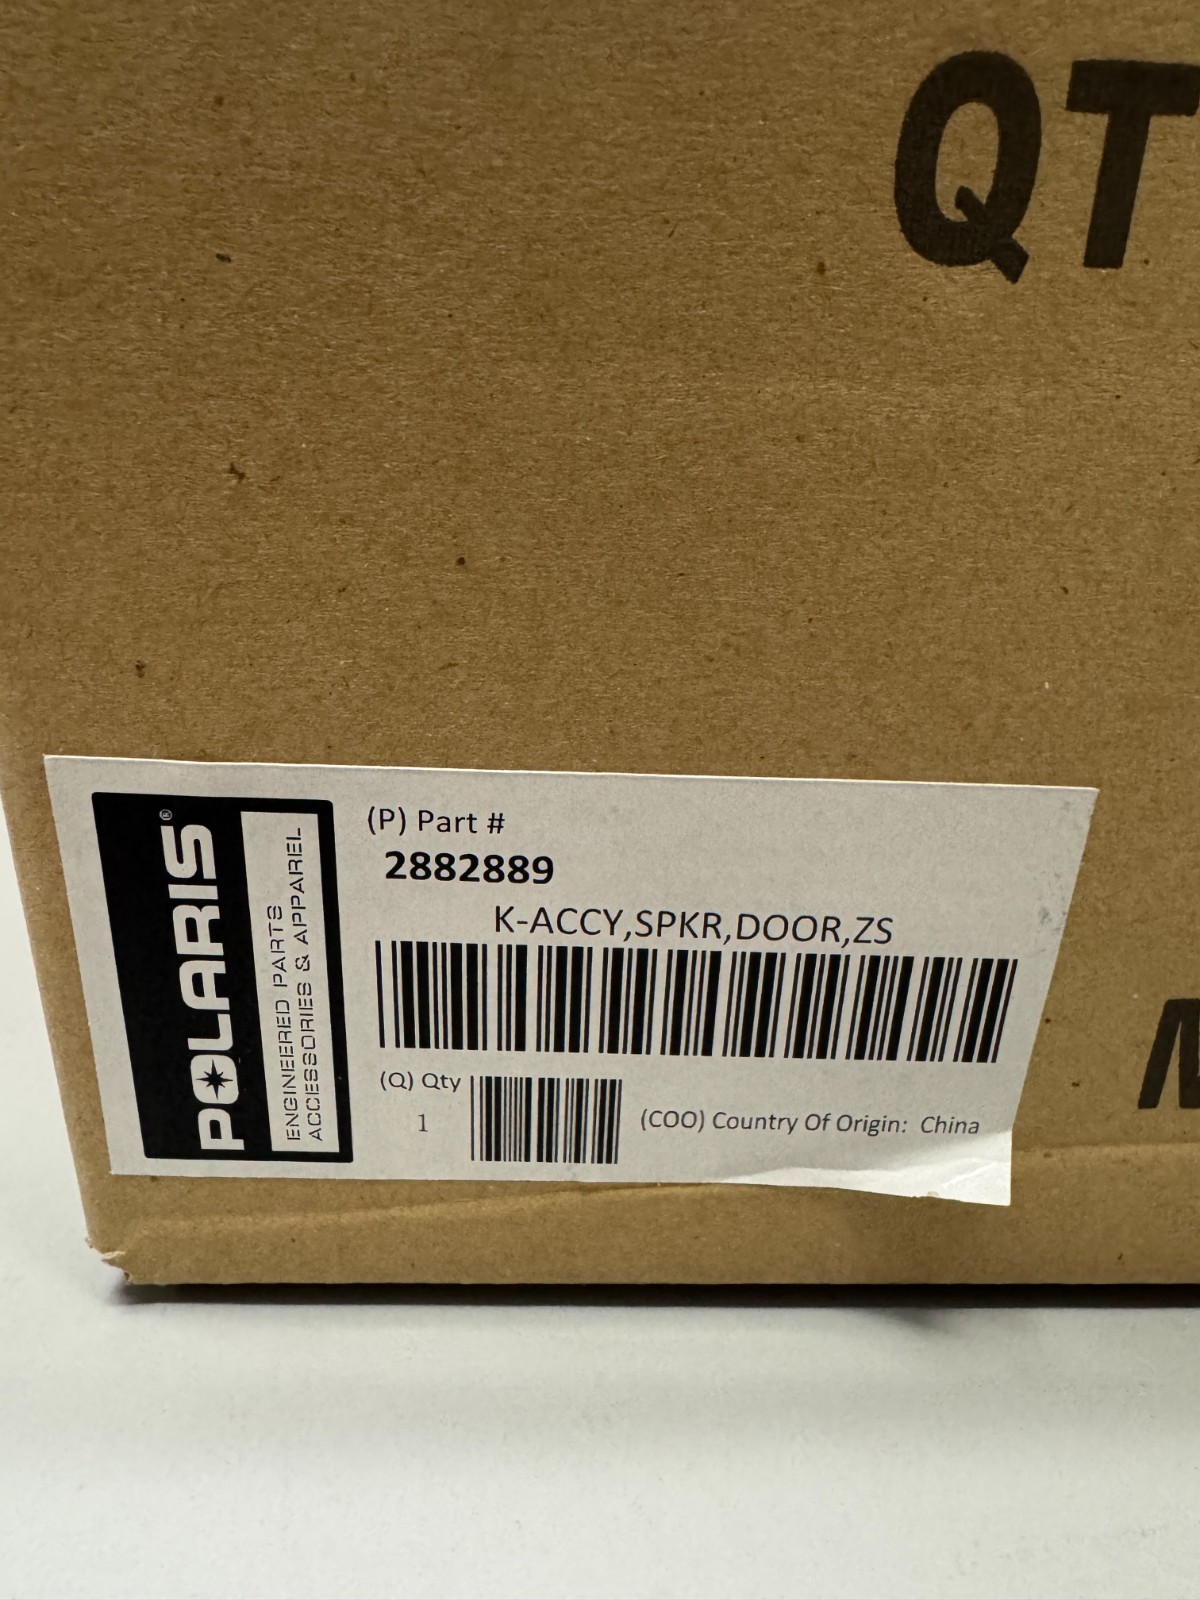 QT
(P) Part #
2882889
K-ACCY,SPKR,DOOR,ZS
POLARIS®
ENGINEERED PARTS
ACCESSORIES & APPAREL
(Q) Qty
1
(COO) Country Of Origin: China